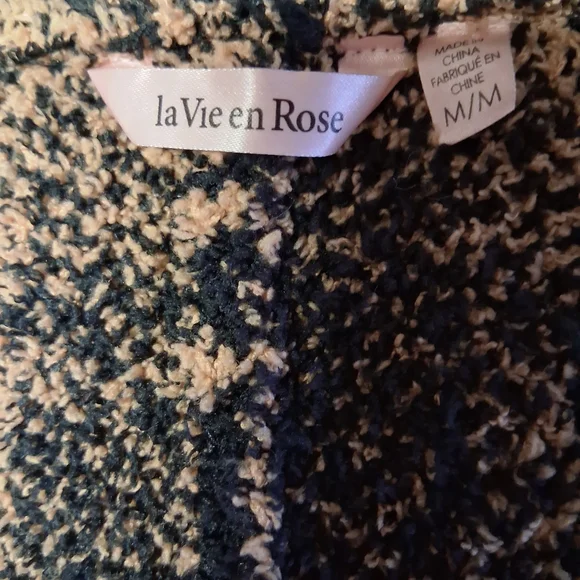 la Vie en Rose
MADE IN
CHINA
FABRIQUÉ EN
CHINE
M/M